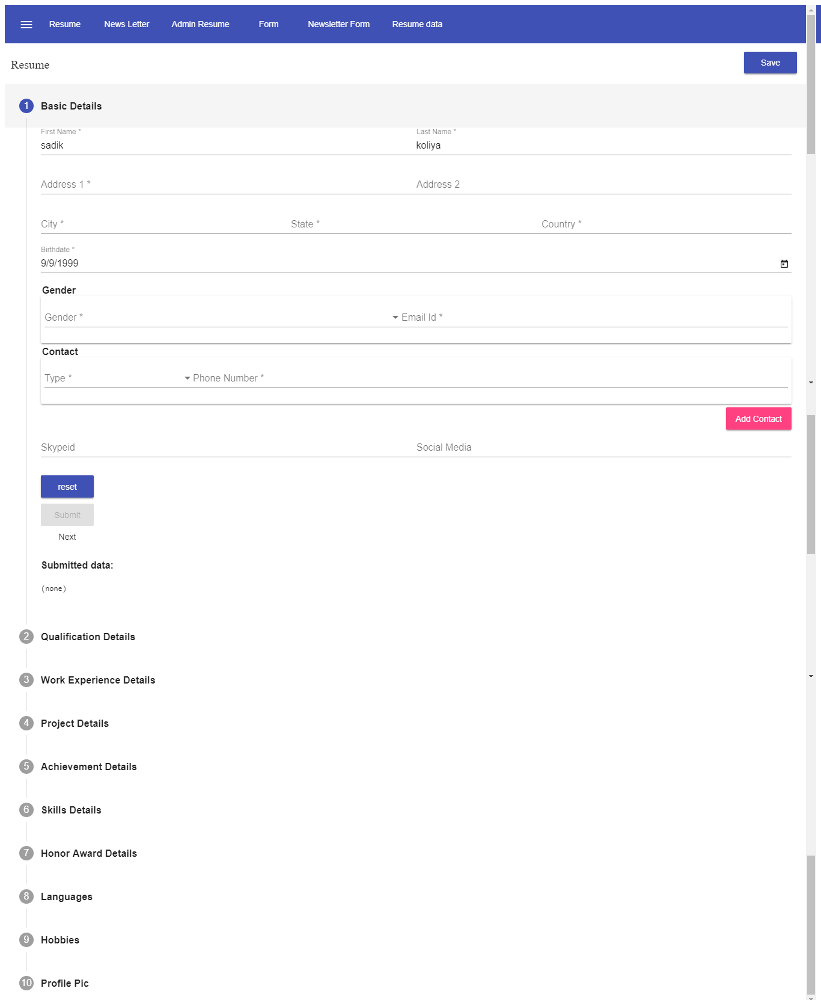 Resume News Letter Admin Resume Form Newsletter Form Resume data
Resume Save
1 Basic Details
First Name * Last Name *
sadik koliya
Address 1 * Address 2
City * State * Country *
Birthdate *
9/9/1999
Gender
Gender * Email Id *
Contact
Type * Phone Number *
Add Contact
Skypeid Social Media
reset
Submit
Next
Submitted data:
(none)
2 Qualification Details
3 Work Experience Details
4 Project Details
5 Achievement Details
6 Skills Details
7 Honor Award Details
8 Languages
9 Hobbies
10 Profile Pic